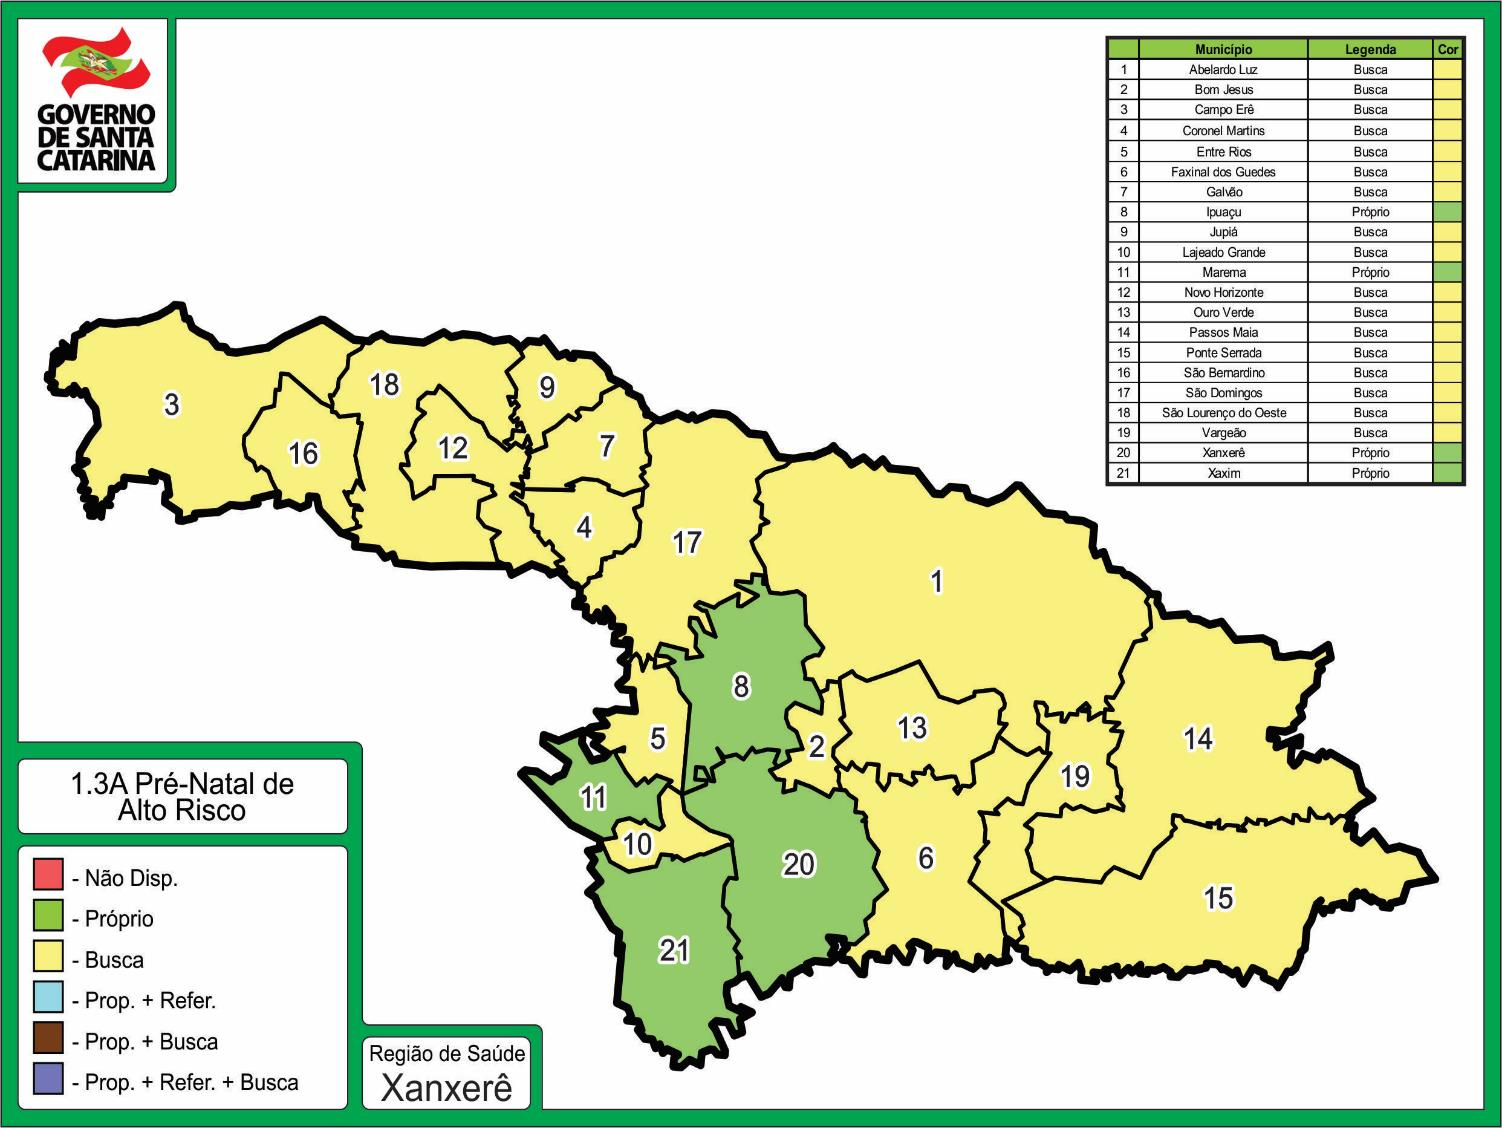 GOVERNO
DE SANTA
CATARINA
Município Legenda Cor
1 Abelardo Luz Busca
2 Bom Jesus Busca
3 Campo Erê Busca
4 Coronel Martins Busca
5 Entre Rios Busca
6 Faxinal dos Guedes Busca
7 Galvão Busca
8 Ipuaçu Próprio
9 Jupiá Busca
10 Lajeado Grande Busca
11 Marema Próprio
12 Novo Horizonte Busca
13 Ouro Verde Busca
14 Passos Maia Busca
15 Ponte Serrada Busca
16 São Bernardino Busca
17 São Domingos Busca
18 São Lourenço do Oeste Busca
19 Vargeão Busca
20 Xanxerê Próprio
21 Xaxim Próprio
3
18
9
16
12
7
4
17
1
8
5
2
13
14
19
11
10
20
6
15
21
1.3A Pré-Natal de
Alto Risco
- Não Disp.
- Próprio
- Busca
- Prop. + Refer.
- Prop. + Busca
- Prop. + Refer. + Busca
Região de Saúde
Xanxerê